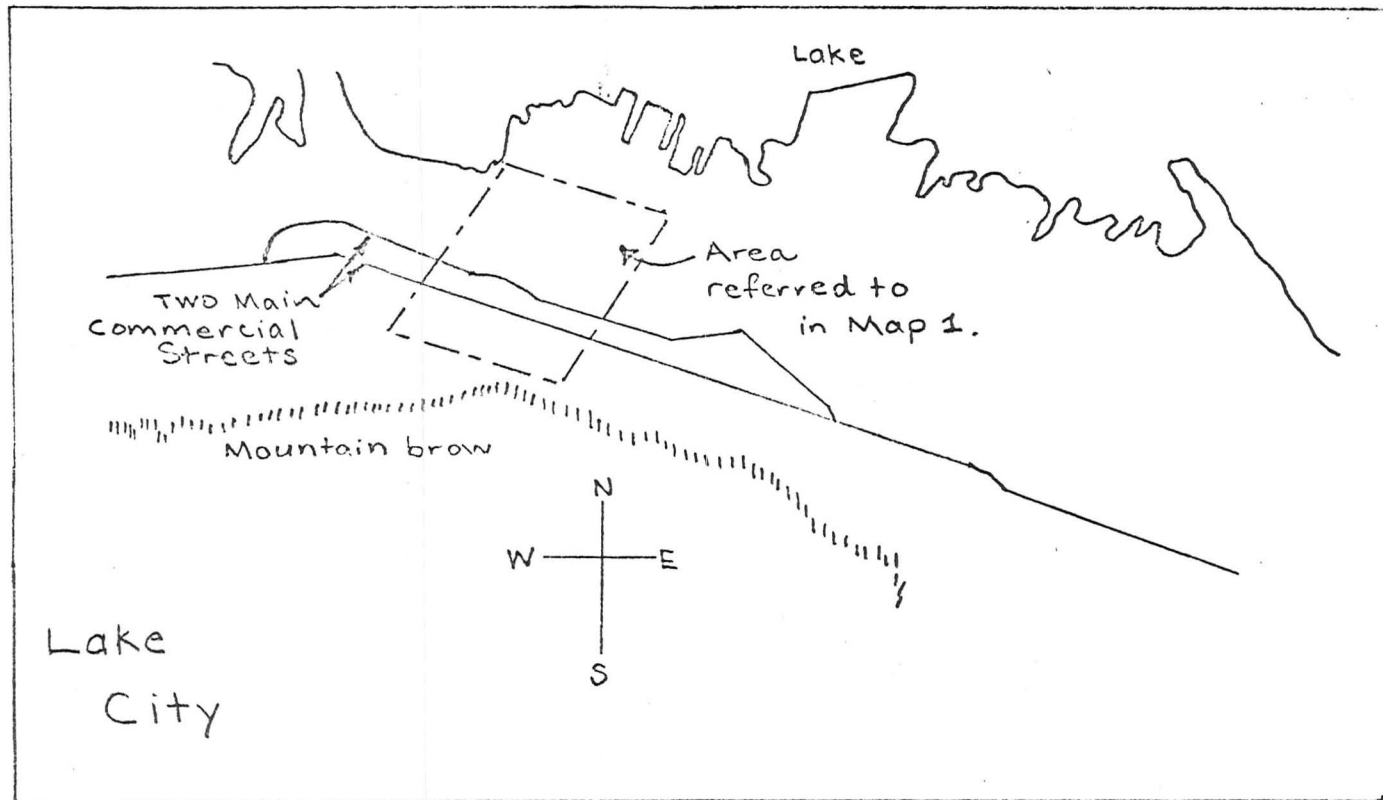 Lake
Area
referred to
in Map 1.
Two Main
Commercial
Streets
Mountain brow
N
W E
S
Lake
City